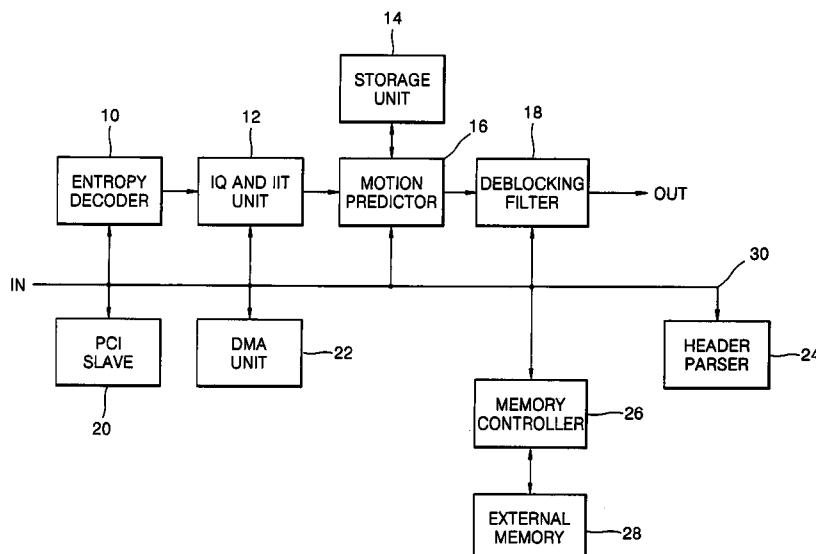 14
STORAGE
UNIT
10
12
16
18
ENTROPY
DECODER
IQ AND IIT
UNIT
MOTION
PREDICTOR
DEBLOCKING
FILTER
OUT
IN
30
PCI
SLAVE
20
DMA
UNIT
22
HEADER
PARSER
24
MEMORY
CONTROLLER
26
EXTERNAL
MEMORY
28